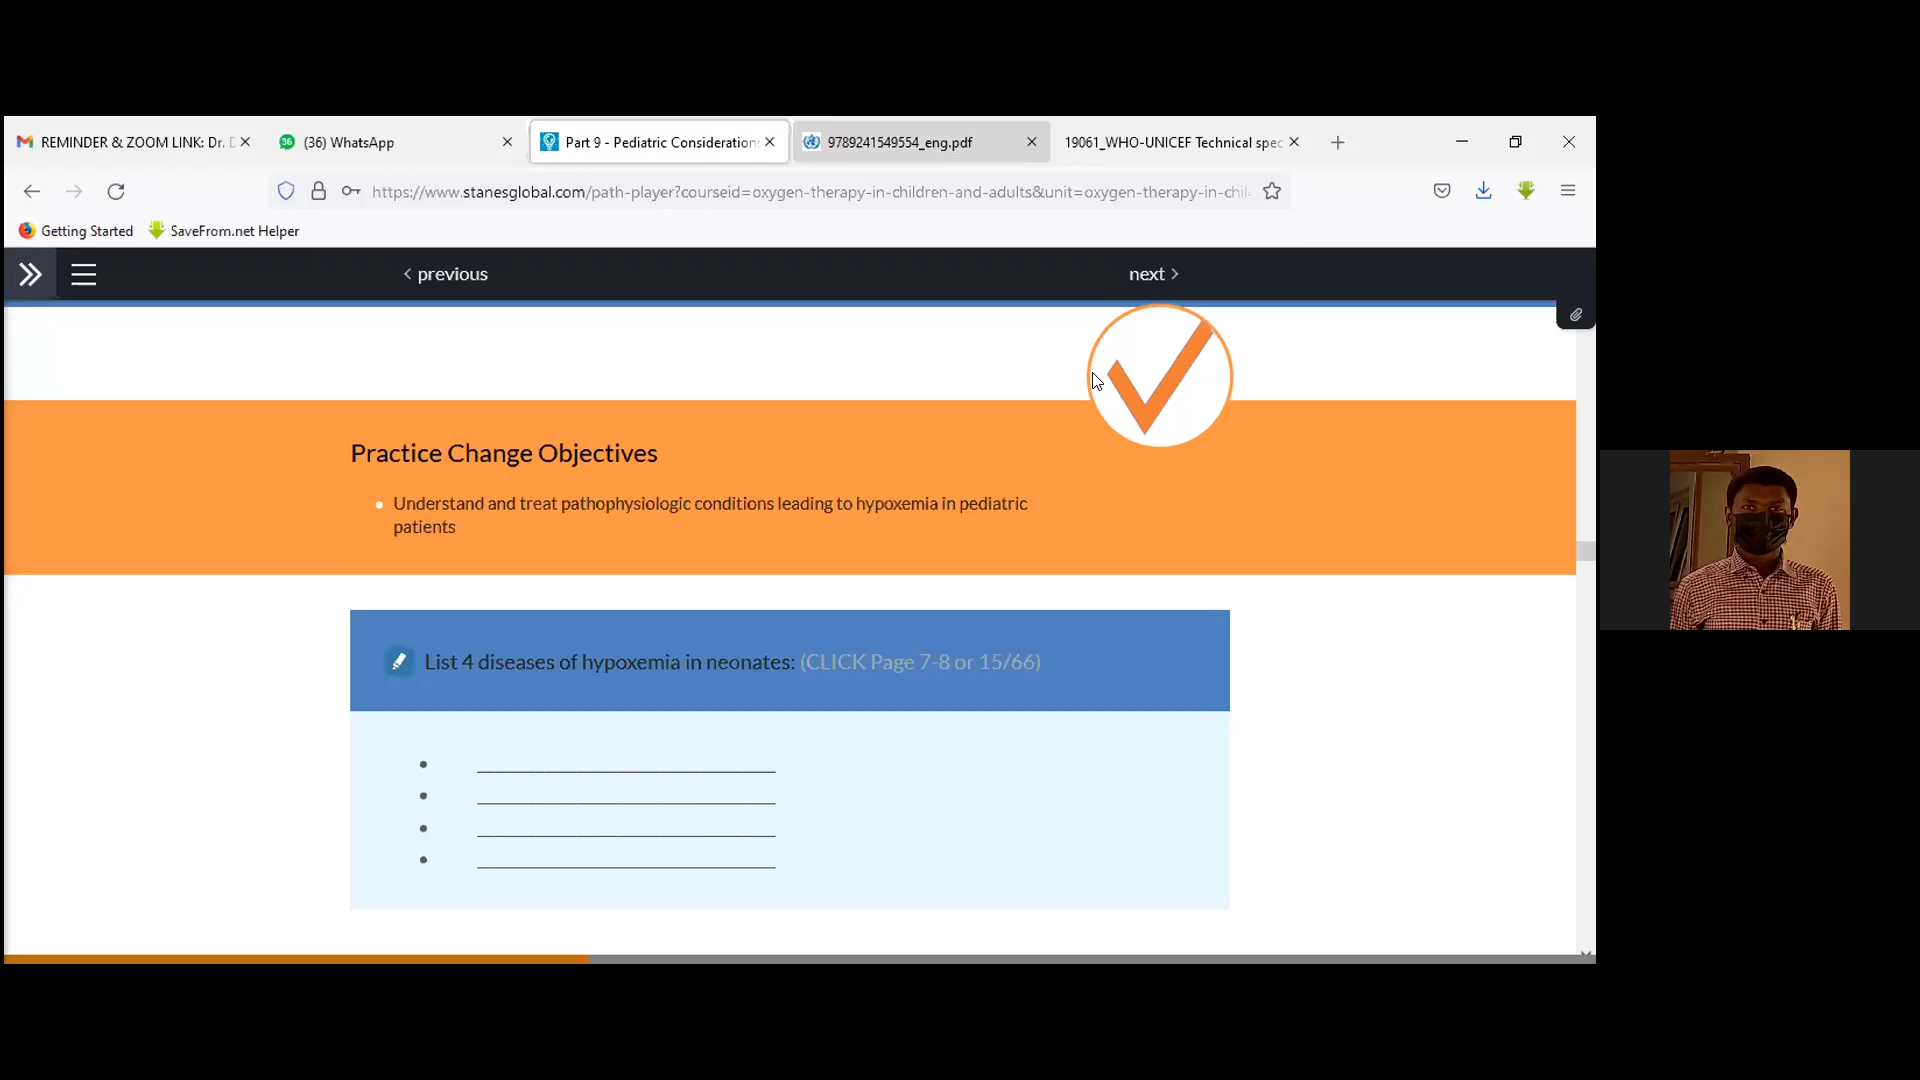 REMINDER & ZOOM LINK: Dr. D
36
(36) WhatsApp
Part 9 - Pediatric Considerations
9789241549554_eng.pdf
19061_WHO-UNICEF Technical spec
https://www.stanesglobal.com/path-player?courseid=oxygen-therapy-in-children-and-adults&unit=oxygen-therapy-in-chil
Getting Started
SaveFrom.net Helper
previous
next
Practice Change Objectives
Understand and treat pathophysiologic conditions leading to hypoxemia in pediatric
patients
List 4 diseases of hypoxemia in neonates: (CLICK Page 7-8 or 15/66)